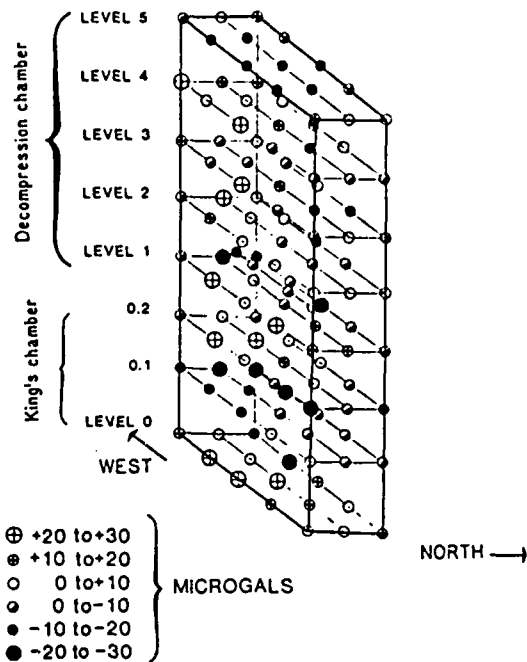 LEVEL 5
LEVEL 4
LEVEL 3
LEVEL 2
LEVEL 1
Decompression chamber
0.2
0.1
LEVEL 0
King's chamber
WEST
NORTH
+20 to+30
+10 to+20
0 to+10
0 to-10
-10 to-20
-20 to-30
MICROGALS